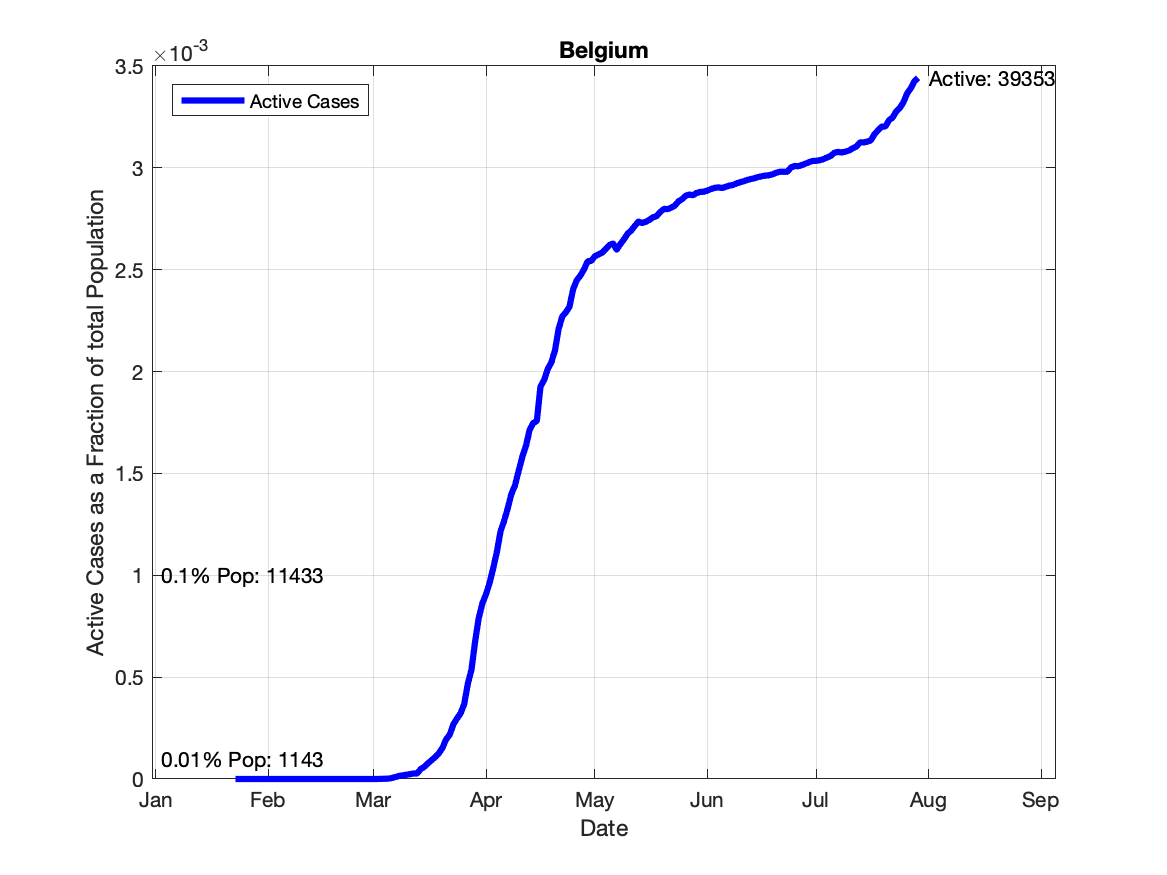 Belgium
×10-3
3.5
3
2.5
2
1.5
1
0.5
0
Active Cases as a Fraction of total Population
Active Cases
Active: 39353
0.1% Pop: 11433
0.01% Pop: 1143
Jan Feb Mar Apr May Jun Jul Aug Sep
Date